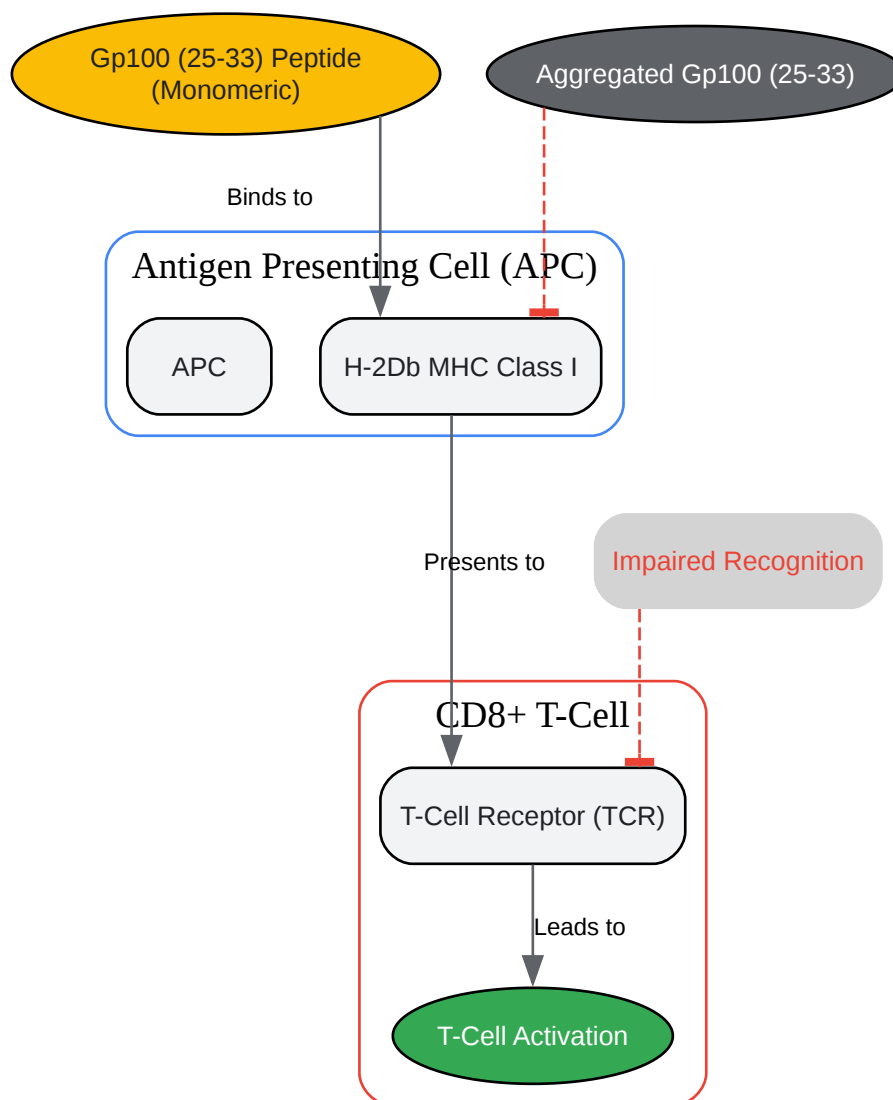 Gp100 (25-33) Peptide
(Monomeric)
Aggregated Gp100 (25-33)
Binds to
Antigen Presenting Cell (APC)
APC
H-2Db MHC Class I
Presents to
Impaired Recognition
CD8+ T-Cell
T-Cell Receptor (TCR)
Leads to
T-Cell Activation